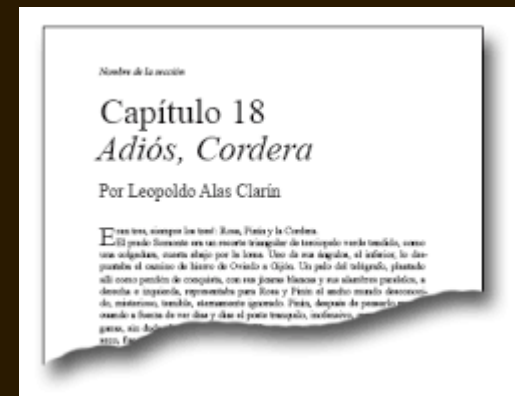 Nombre de la sección
Capítulo 18
Adiós, Cordera
Por Leopoldo Alas Clarín
Eran tres, siempre los tres!: Rosa, Pinín y la Cordera.
El prado Somonte era un recorte triangular de terciopelo verde tendido, como
una colgadura, cuesta abajo por la loma. Uno de sus ángulos, el inferior, lo des-
puntaba el camino de hierro de Oviedo a Gijón. Un palo del telégrafo, plantado
allí como pendón de conquista, con sus jícaras blancas y sus alambres paralelos, a
derecha e izquierda, representaba para Rosa y Pinín el ancho mundo desconoci-
do, misterioso, temible, eternamente ignorado. Pinín, después de pensarlo
cuando a fuerza de ver días y días el poste tranquilo, inofensivo,
ganas, sin